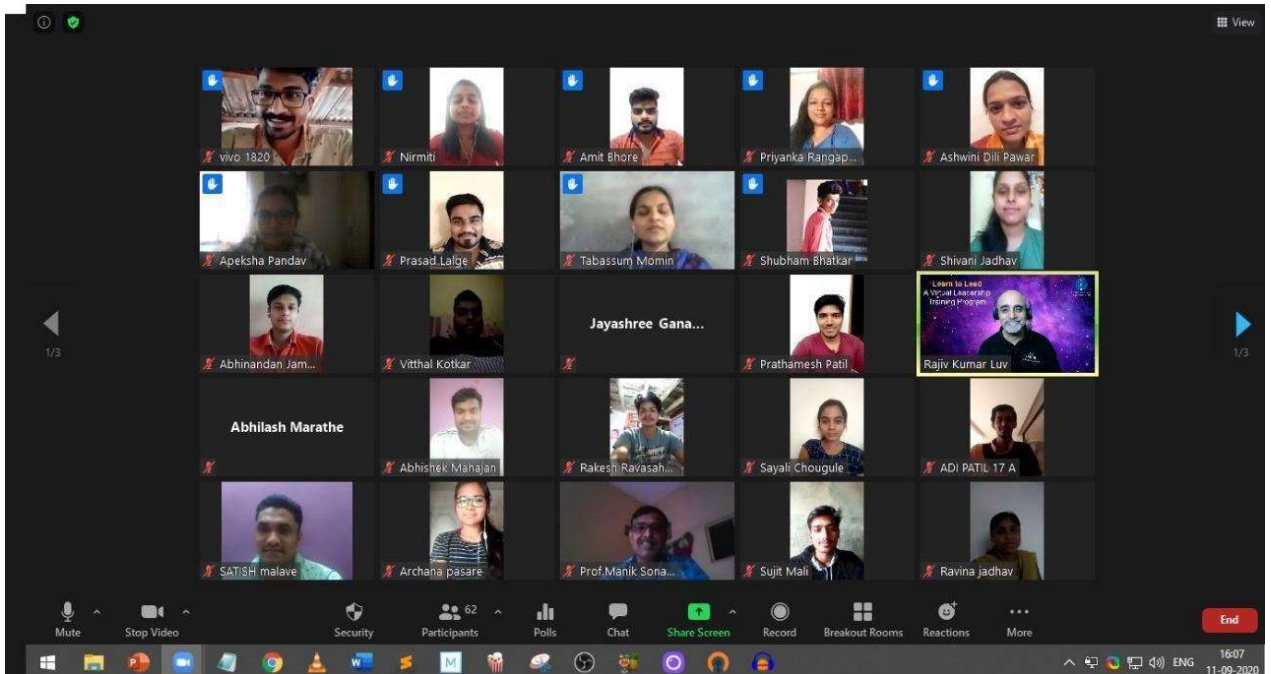 View
vivo 1820
Nirmiti
Amit Bhore
Priyanka Rangap...
Ashwini Dili Pawar
Apeksha Pandav
Prasad Lalge
Tabassum Momin
Shubham Bhatkar
Shivani Jadhav
Learn to Lead
A Virtual Leadership
Training Program
Abhinandan Jam...
Vitthal Kotkar
Jayashree Gana...
Prathamesh Patil
Rajiv Kumar Luv
1/3
1/3
Abhilash Marathe
Abhishek Mahajan
Rakesh Ravasah...
Sayali Chougule
ADI PATIL 17 A
SATISH malave
Archana pasare
Prof.Manik Sona...
Sujit Mali
Ravina jadhav
Mute
Stop Video
Security
62
Participants
Polls
Chat
Share Screen
Record
Breakout Rooms
Reactions
More
End
ENG
16:07
11-09-2020